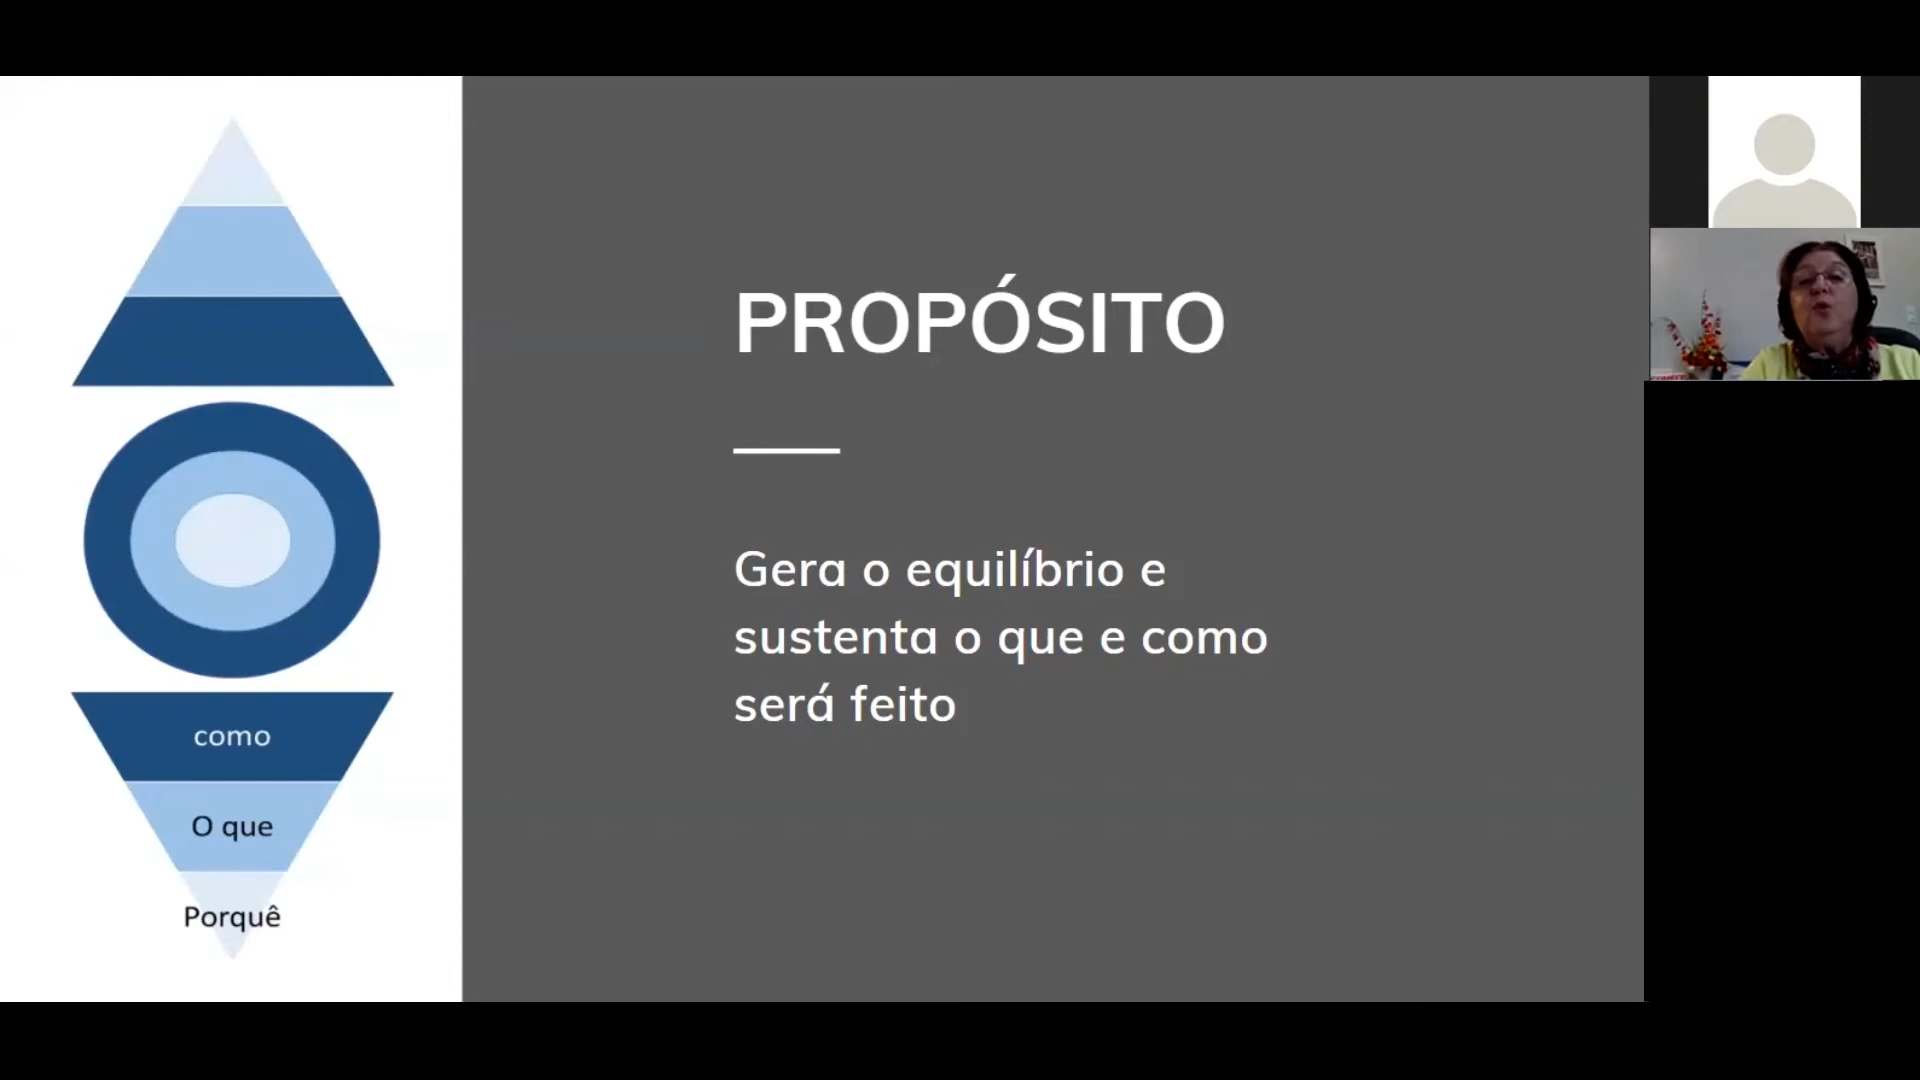 PROPÓSITO
Gera o equilíbrio e
sustenta o que e como
será feito
como
O que
Porquê